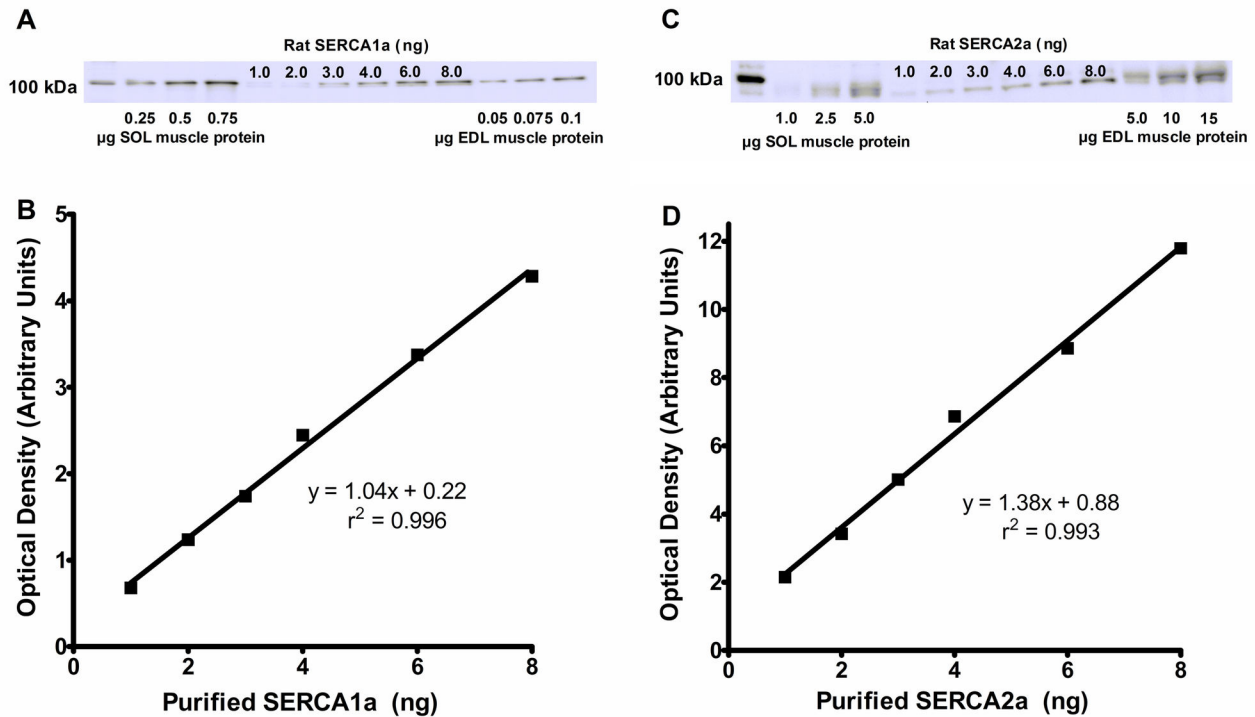 A
Rat SERCA1a (ng)
1.0 2.0 3.0 4.0 6.0 8.0
100 kDa
0.25 0.5 0.75
0.05 0.075 0.1
µg SOL muscle protein
µg EDL muscle protein
C
Rat SERCA2a (ng)
1.0 2.0 3.0 4.0 6.0 8.0
100 kDa
1.0 2.5 5.0
5.0 10 15
µg SOL muscle protein
µg EDL muscle protein
B
Optical Density (Arbitrary Units)
5
4
3
2
1
0
y = 1.04x + 0.22
r² = 0.996
0 2 4 6 8
Purified SERCA1a (ng)
D
Optical Density (Arbitrary Units)
12
10
8
6
4
2
0
y = 1.38x + 0.88
r² = 0.993
0 2 4 6 8
Purified SERCA2a (ng)